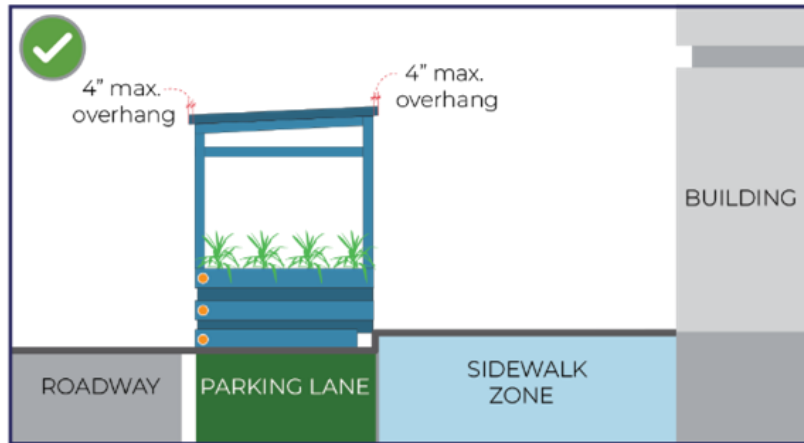 4” max.
overhang
4” max.
overhang
BUILDING
ROADWAY
PARKING LANE
SIDEWALK
ZONE